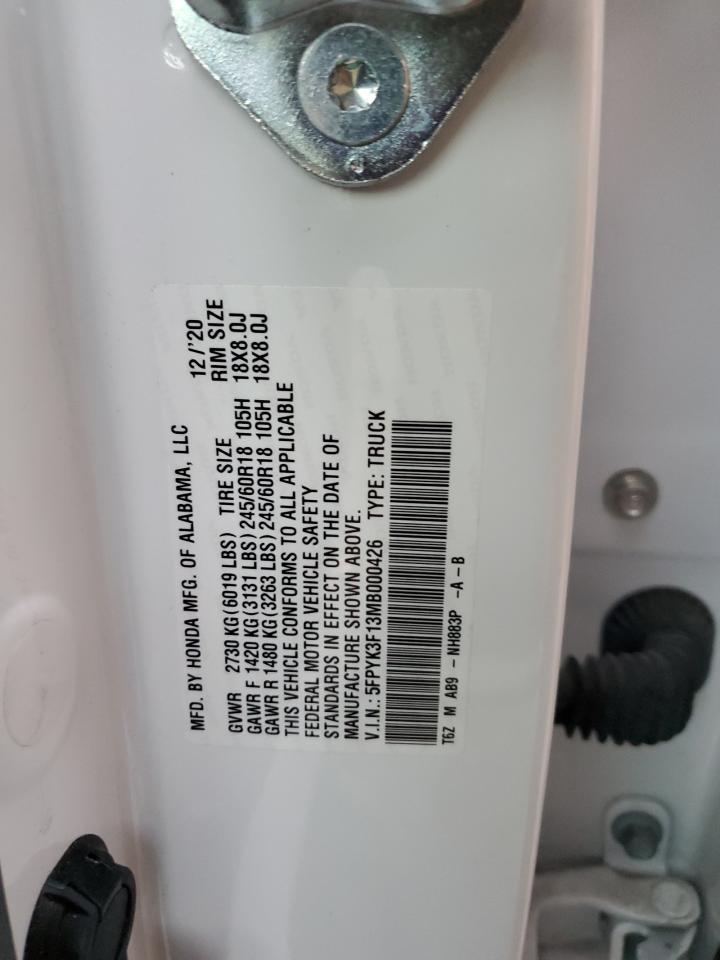 MFD. BY HONDA MFG. OF ALABAMA, LLC 12/'20
GVWR 2730 KG (6019 LBS) TIRE SIZE RIM SIZE
GAWR F 1420 KG (3131 LBS) 245/60R18 105H 18X8.0J
GAWR R 1480 KG (3263 LBS) 245/60R18 105H 18X8.0J
THIS VEHICLE CONFORMS TO ALL APPLICABLE
FEDERAL MOTOR VEHICLE SAFETY
STANDARDS IN EFFECT ON THE DATE OF
MANUFACTURE SHOWN ABOVE.
V.I.N.: 5FPYK3F13MB000426 TYPE: TRUCK
T6Z M AB9 - NH883P -A-B